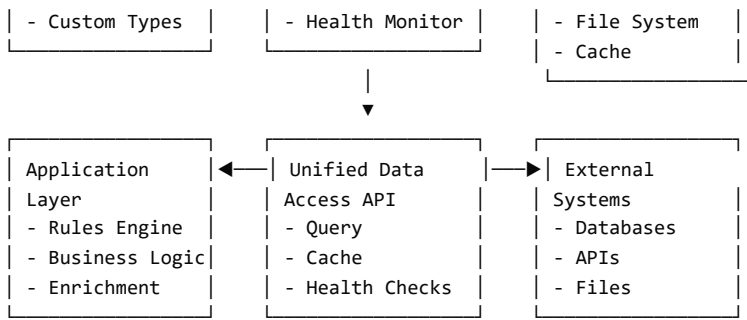 - Custom Types - Health Monitor - File System
- Cache
Application Unified Data External
Layer Access API Systems
- Rules Engine - Query - Databases
- Business Logic - Cache - APIs
- Enrichment - Health Checks - Files